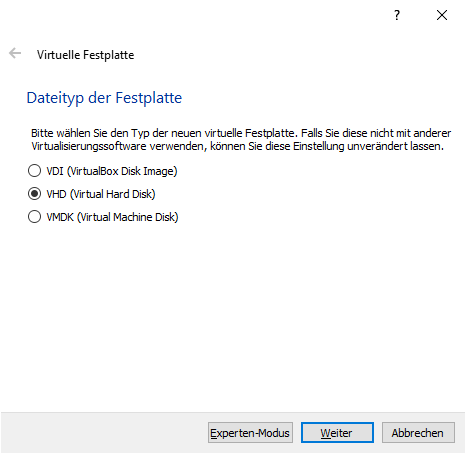 ?
Virtuelle Festplatte
Dateityp der Festplatte
Bitte wählen Sie den Typ der neuen virtuelle Festplatte. Falls Sie diese nicht mit anderer
Virtualisierungssoftware verwenden, können Sie diese Einstellung unverändert lassen.
VDI (VirtualBox Disk Image)
VHD (Virtual Hard Disk)
VMDK (Virtual Machine Disk)
Experten-Modus Weiter Abbrechen